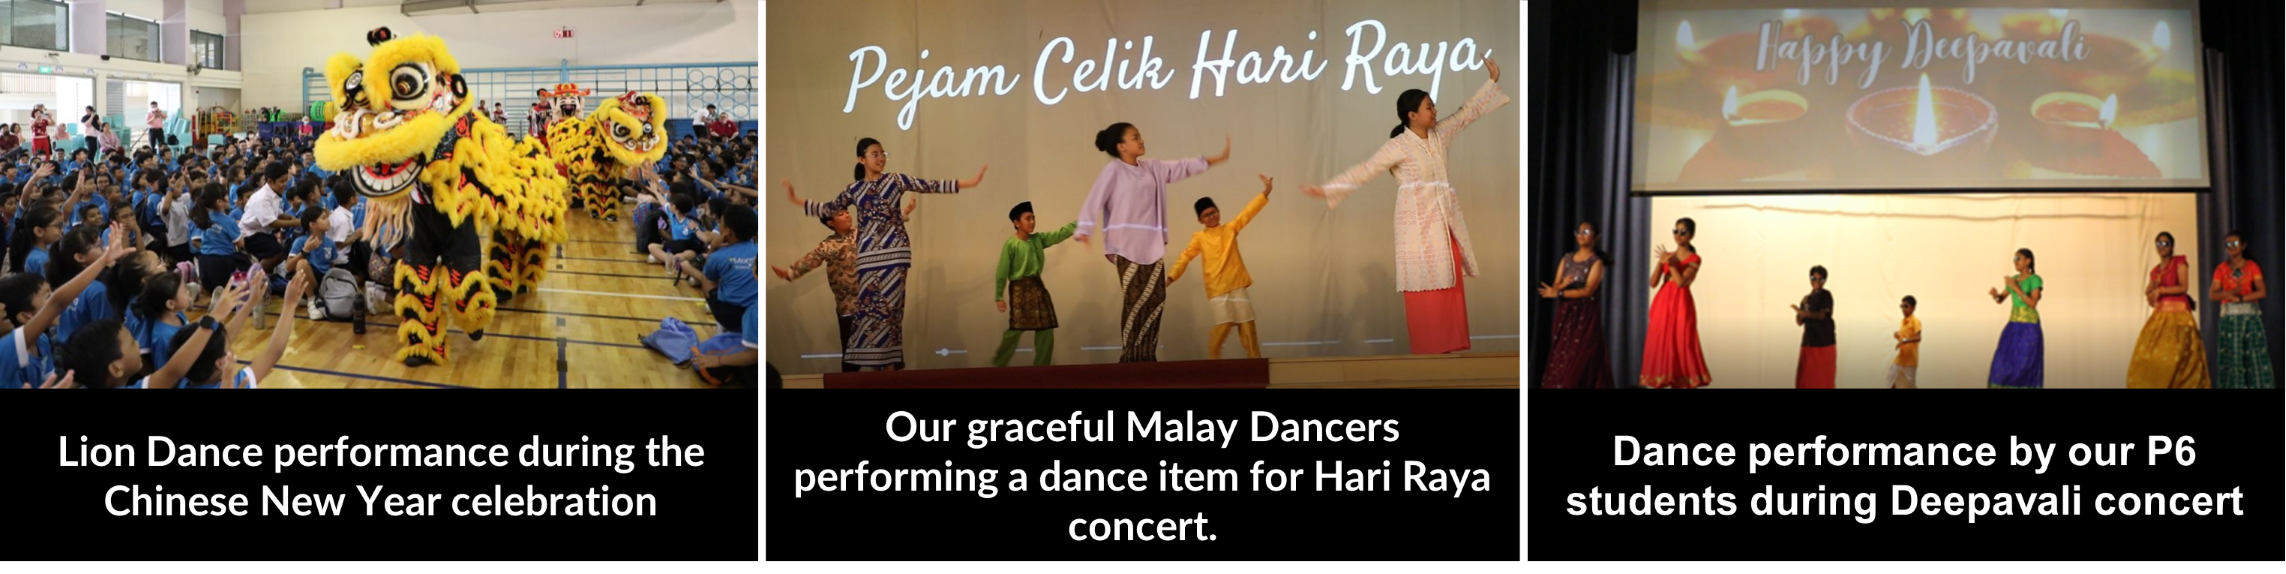 Pejam Celik Hari Raya
Happy Deepavali
Lion Dance performance during the
Chinese New Year celebration
Our graceful Malay Dancers
performing a dance item for Hari Raya
concert.
Dance performance by our P6
students during Deepavali concert